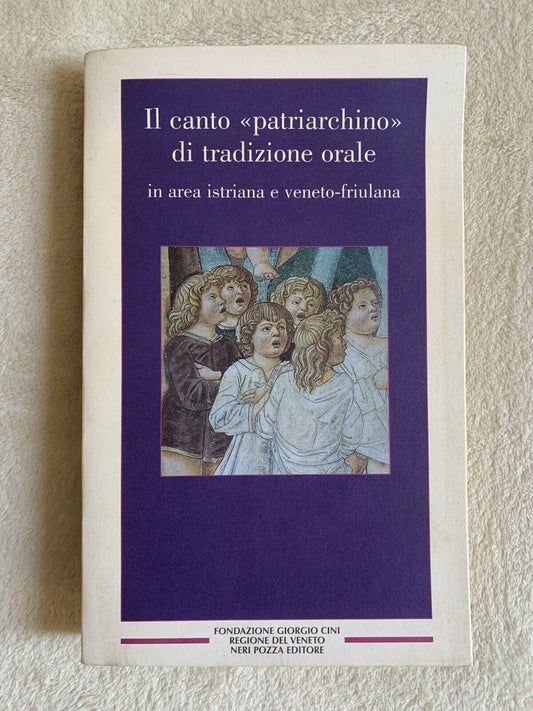 Il canto «patriarchino»
di tradizione orale
in area istriana e veneto-friulana
FONDAZIONE GIORGIO CINI
REGIONE DEL VENETO
NERI POZZA EDITORE